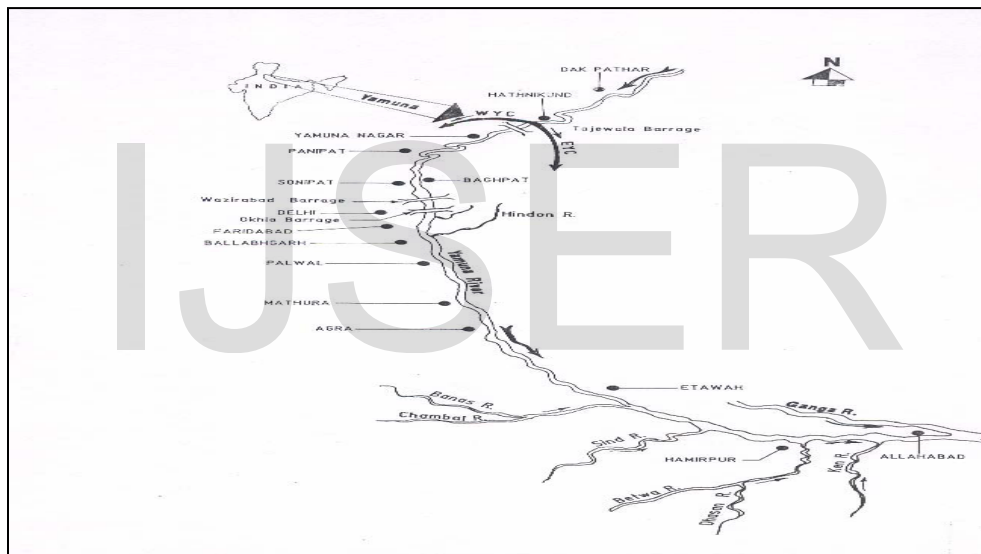 N
DAK PATHAR
INDIA
HATHNIKUND
Yamuna
WYC
Tajewala Barrage
YAMUNA NAGAR
EYC
PANIPAT
SONIPAT
BAGHPAT
Wazirabad Barrage
DELHI
Hindon R.
Okhla Barrage
FARIDABAD
BALLABHGARH
PALWAL
Yamuna River
MATHURA
AGRA
ETAWAH
Banas R.
Ganga R.
Chambal R.
Sind R.
HAMIRPUR
Ken R.
ALLAHABAD
Betwa R.
Dhasan R.
IJSER